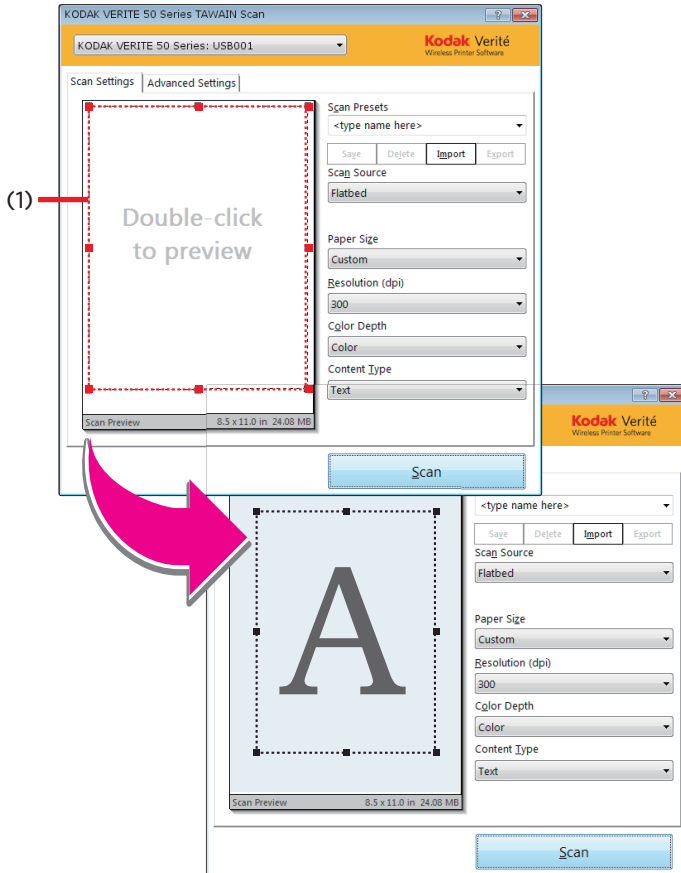 KODAK VERITE 50 Series TAWAIN Scan
KODAK VERITE 50 Series: USB001
Kodak Verité
Wireless Printer Software
Scan Settings
Advanced Settings
(1)
Double-click
to preview
Scan Presets
<type name here>
Save Delete Import Export
Scan Source
Flatbed
Paper Size
Custom
Resolution (dpi)
300
Color Depth
Color
Content Type
Text
Scan Preview 8.5 x 11.0 in 24.08 MB
Scan
Kodak Verité
Wireless Printer Software
<type name here>
Save Delete Import Export
Scan Source
Flatbed
Paper Size
Custom
Resolution (dpi)
300
Color Depth
Color
Content Type
Text
A
Scan Preview 8.5 x 11.0 in 24.08 MB
Scan